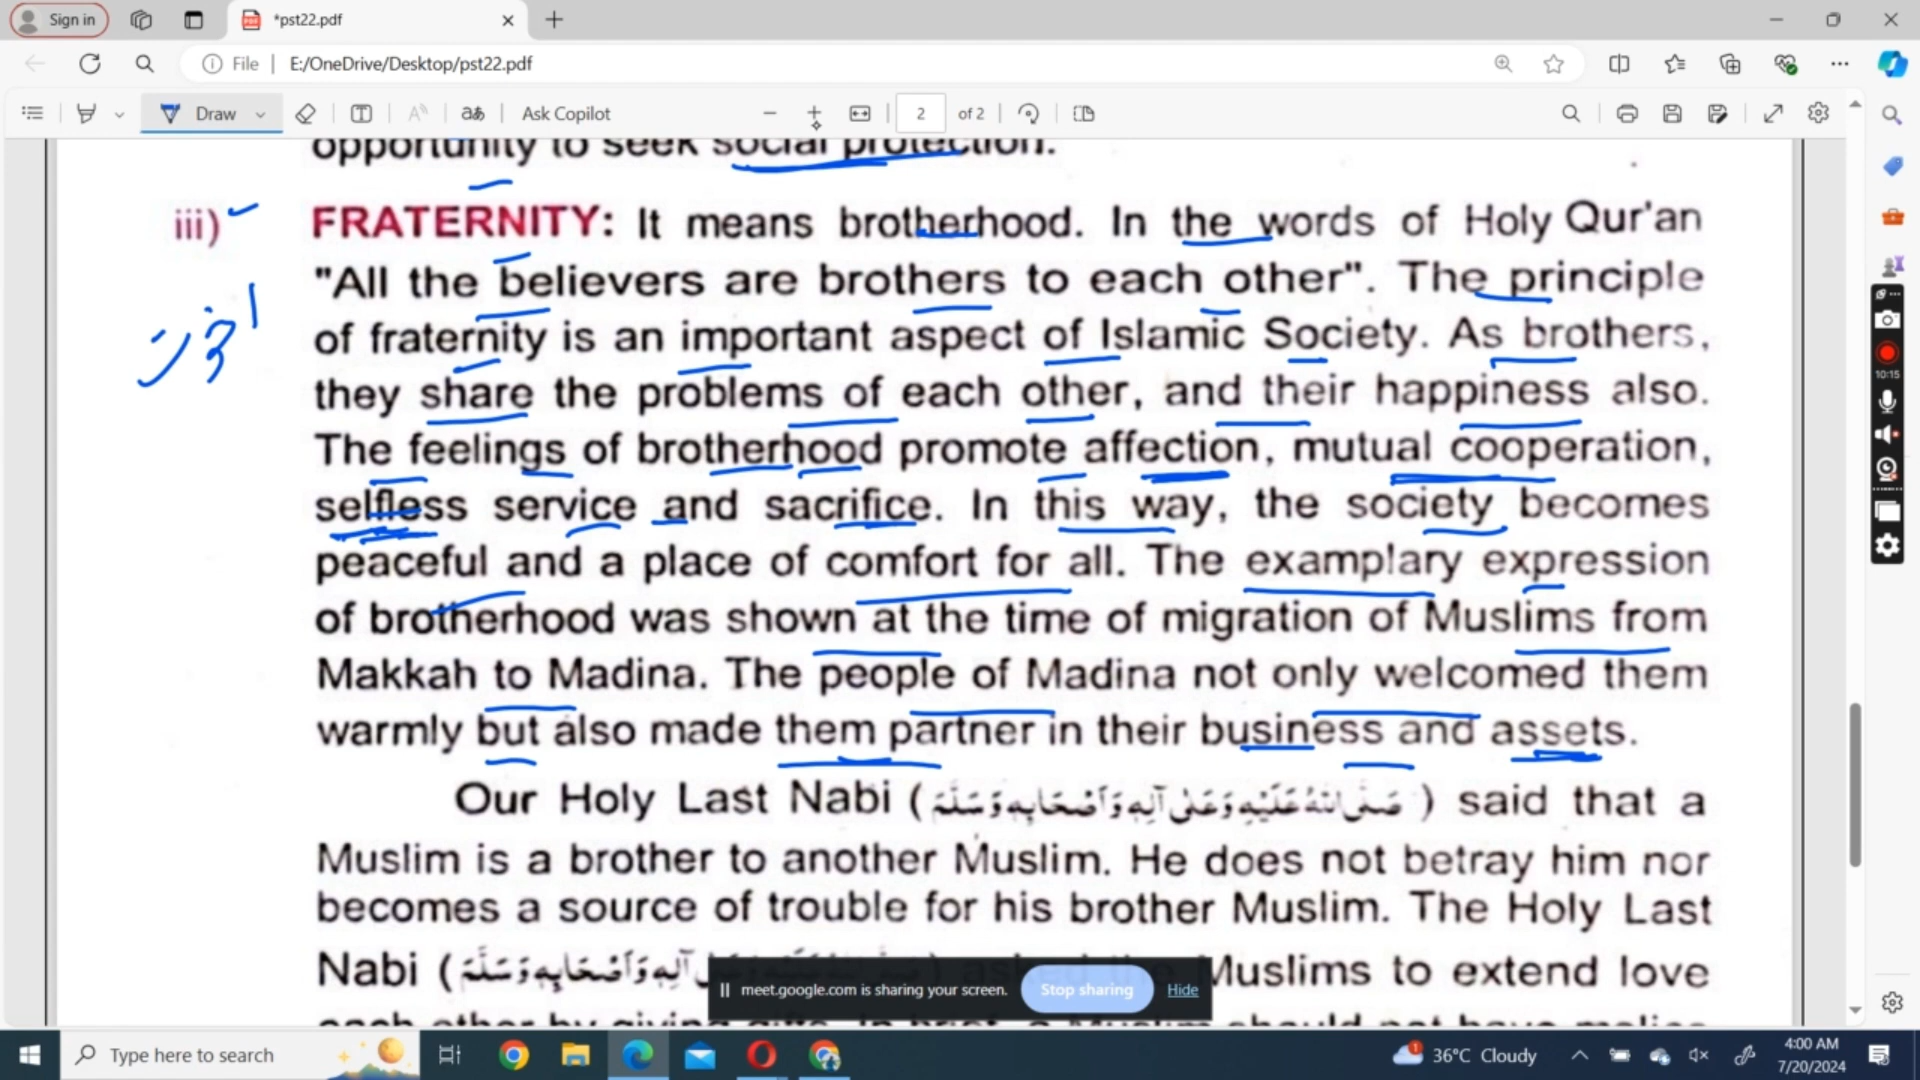 Sign in
*pst22.pdf
File
E:/OneDrive/Desktop/pst22.pdf
Draw
Ask Copilot
2
of 2
opportunity to seek social protection.
iii)
FRATERNITY: It means brotherhood. In the words of Holy Qur'an
"All the believers are brothers to each other". The principle
of fraternity is an important aspect of Islamic Society. As brothers,
they share the problems of each other, and their happiness also.
The feelings of brotherhood promote affection, mutual cooperation,
selfless service and sacrifice. In this way, the society becomes
peaceful and a place of comfort for all. The examplary expression
of brotherhood was shown at the time of migration of Muslims from
Makkah to Madina. The people of Madina not only welcomed them
warmly but also made them partner in their business and assets.
Our Holy Last Nabi (صَلَّى اللهُ عَلَيْهِ وَعَلٰى آلِهٖ وَاَصْحَابِهٖ وَسَلَّمَ) said that a
Muslim is a brother to another Muslim. He does not betray him nor
becomes a source of trouble for his brother Muslim. The Holy Last
Nabi ( آلِهٖ وَاَصْحَابِهٖ وَسَلَّمَ Muslims to extend love
meet.google.com is sharing your screen.
Stop sharing
Hide
10:15
Type here to search
36°C Cloudy
4:00 AM
7/20/2024